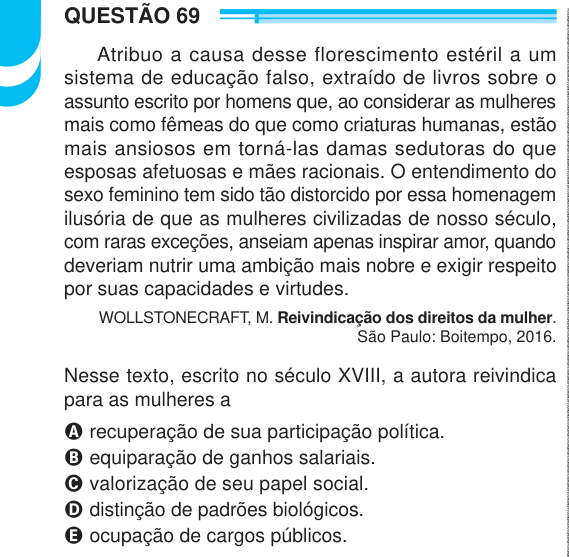 QUESTÃO 69
Atribuo a causa desse florescimento estéril a um
sistema de educação falso, extraído de livros sobre o
assunto escrito por homens que, ao considerar as mulheres
mais como fêmeas do que como criaturas humanas, estão
mais ansiosos em torná-las damas sedutoras do que
esposas afetuosas e mães racionais. O entendimento do
sexo feminino tem sido tão distorcido por essa homenagem
ilusória de que as mulheres civilizadas de nosso século,
com raras exceções, anseiam apenas inspirar amor, quando
deveriam nutrir uma ambição mais nobre e exigir respeito
por suas capacidades e virtudes.
WOLLSTONECRAFT, M. Reivindicação dos direitos da mulher.
São Paulo: Boitempo, 2016.
Nesse texto, escrito no século XVIII, a autora reivindica
para as mulheres a
A recuperação de sua participação política.
B equiparação de ganhos salariais.
C valorização de seu papel social.
D distinção de padrões biológicos.
E ocupação de cargos públicos.